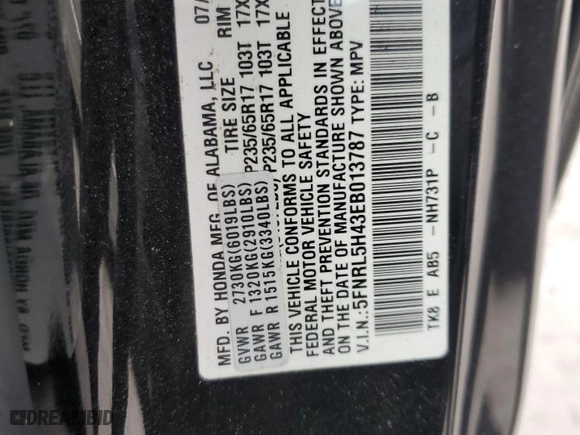 MFD. BY HONDA MFG. OF ALABAMA, LLC 07/
GVWR 2730KG(6019LBS) TIRE SIZE RIM
GAWR F 1320KG(2910LBS) P235/65R17 103T 17X
GAWR R 1515KG(3340LBS) P235/65R17 103T 17X
THIS VEHICLE CONFORMS TO ALL APPLICABLE
FEDERAL MOTOR VEHICLE SAFETY
AND THEFT PREVENTION STANDARDS IN EFFECT
ON THE DATE OF MANUFACTURE SHOWN ABOVE
V.I.N.:5FNRL5H43EB013787 TYPE: MPV
TK8 E AB5 -NH731P -C -B
DREAMBID